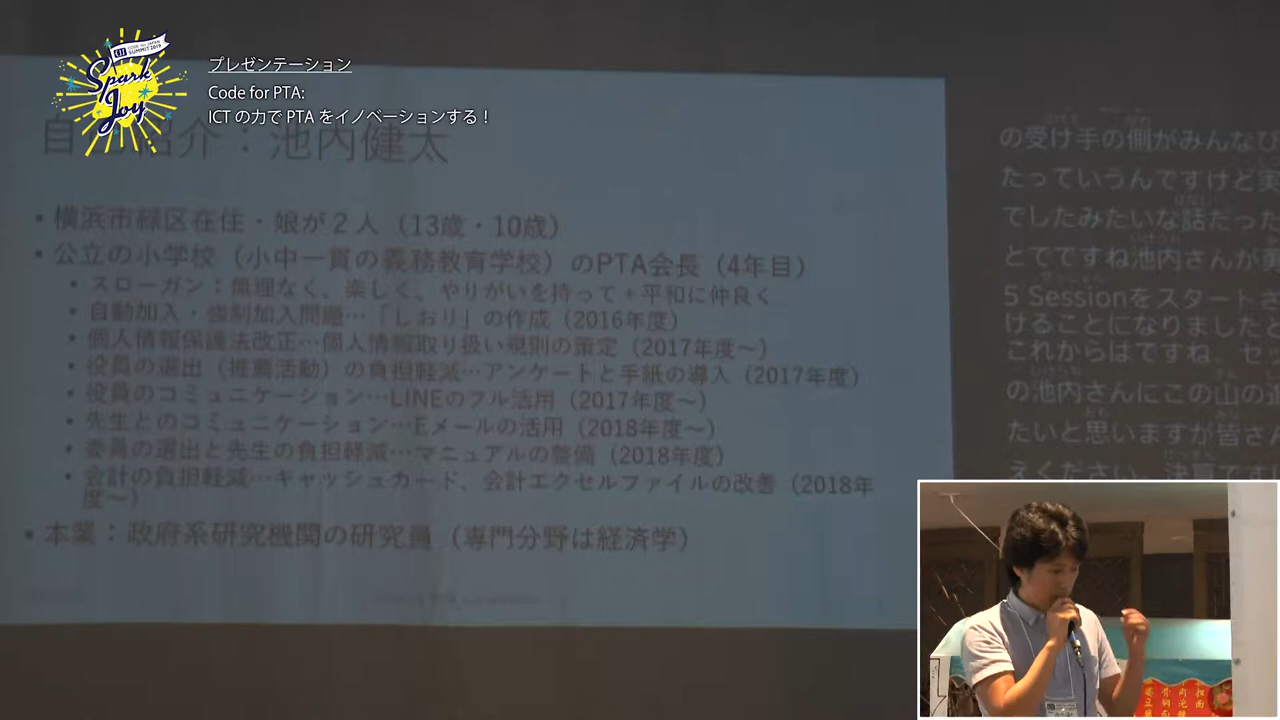 CODE for JAPAN
SUMMIT 2019
Spark
Joy
プレゼンテーション
Code for PTA:
ICT の力で PTA をイノベーションする！
自己紹介：池内健太
▪ 横浜市緑区在住・娘が２人（13歳・10歳）
▪ 公立の小学校（小中一貫の義務教育学校）のPTA会長（4年目）
• スローガン：無理なく、楽しく、やりがいを持って＋平和に仲良く
• 自動加入・強制加入問題…「しおり」の作成（2016年度）
• 個人情報保護法改正…個人情報取り扱い規則の策定（2017年度～）
• 役員の選出（推薦活動）の負担軽減…アンケートと手紙の導入（2017年度）
• 役員のコミュニケーション…LINEのフル活用（2017年度～）
• 先生とのコミュニケーション…Eメールの活用（2018年度～）
• 委員の選出と先生の負担軽減…マニュアルの整備（2018年度）
• 会計の負担軽減…キャッシュカード、会計エクセルファイルの改善（2018年
度～）
▪ 本業：政府系研究機関の研究員（専門分野は経済学）
の受け手の側がみんなび
たっていうんですけど実
でしたみたいな話だった
とてですね池内さんが勇
5 Sessionをスタートさ
けることになりましたと
これからはですね、セッ
の池内さんにこの山の道
たいと思いますが皆さん
えください、決算ですけ